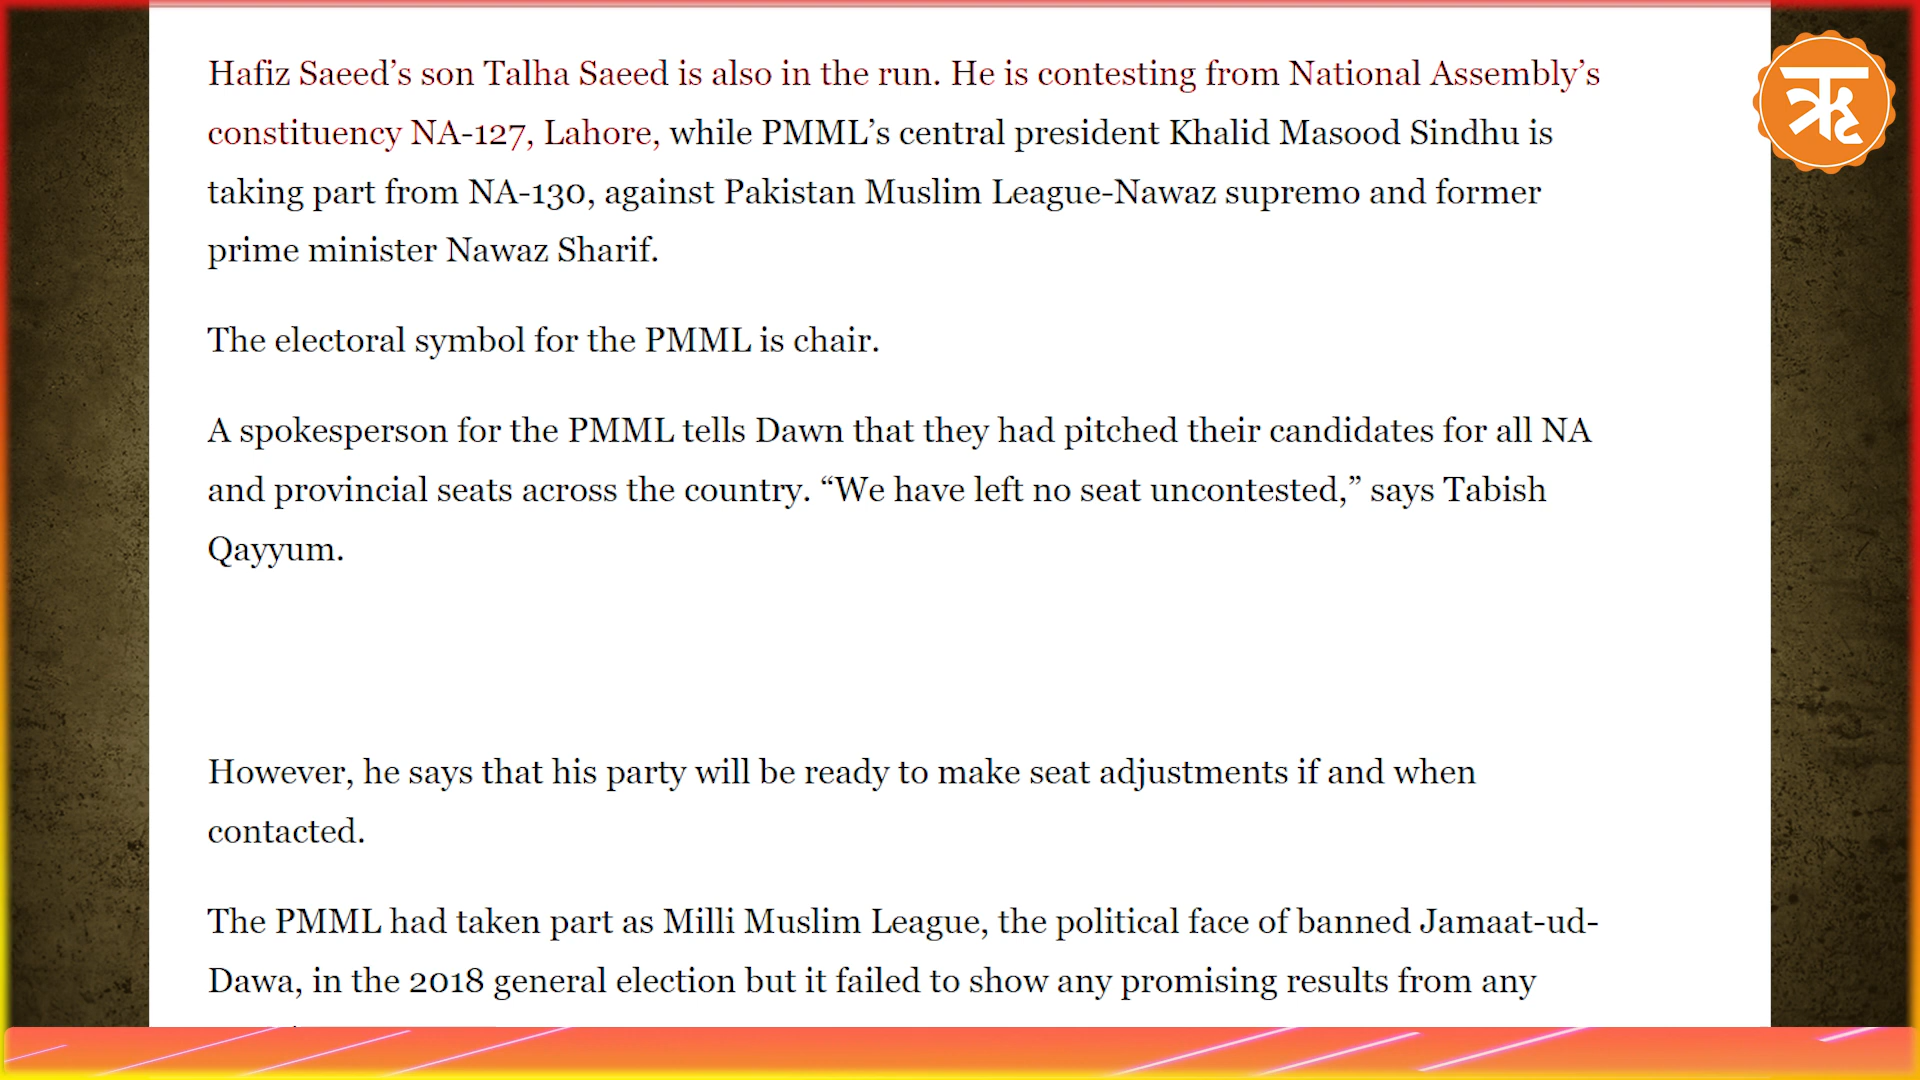 Hafiz Saeed’s son Talha Saeed is also in the run. He is contesting from National Assembly’s
constituency NA-127, Lahore, while PMML’s central president Khalid Masood Sindhu is
taking part from NA-130, against Pakistan Muslim League-Nawaz supremo and former
prime minister Nawaz Sharif.
The electoral symbol for the PMML is chair.
A spokesperson for the PMML tells Dawn that they had pitched their candidates for all NA
and provincial seats across the country. “We have left no seat uncontested,” says Tabish
Qayyum.
However, he says that his party will be ready to make seat adjustments if and when
contacted.
The PMML had taken part as Milli Muslim League, the political face of banned Jamaat-ud-
Dawa, in the 2018 general election but it failed to show any promising results from any
ऋ